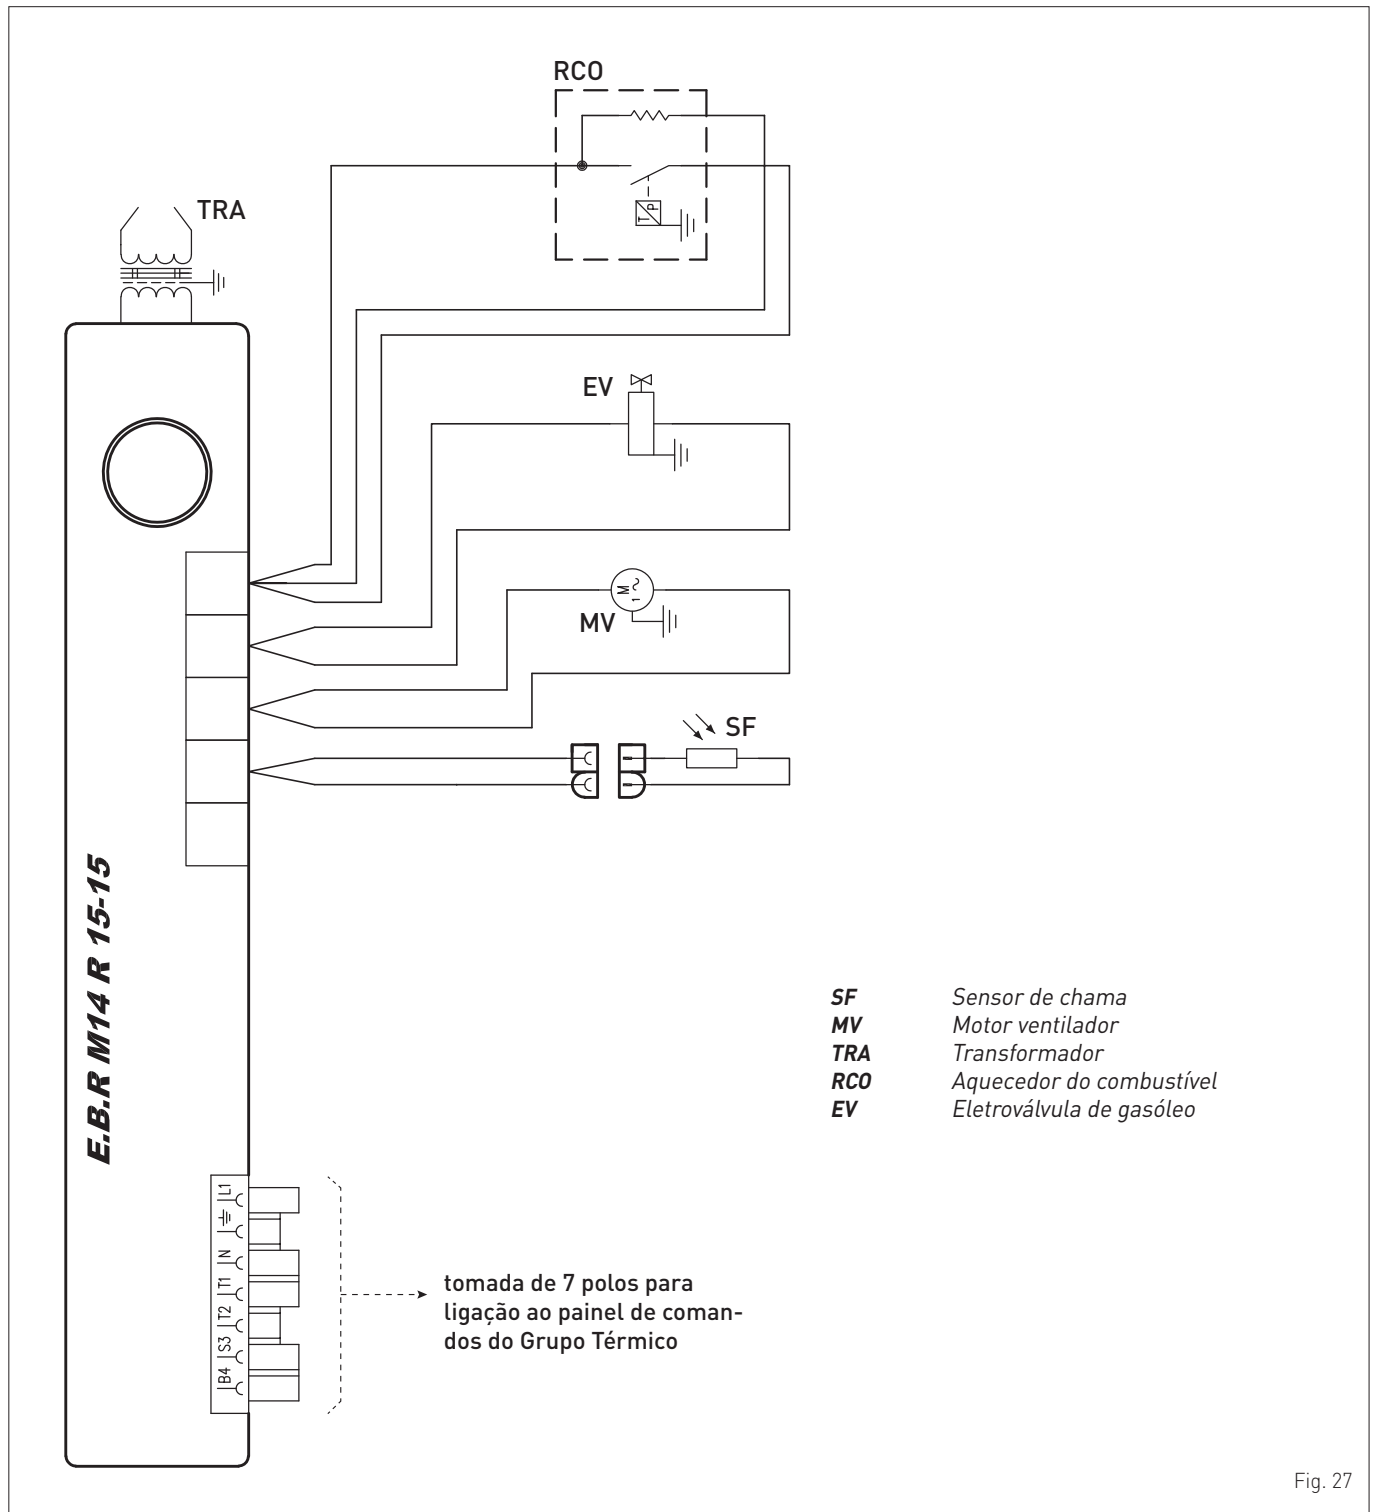 RCO
TRA
T
P
EV
M
1 ~
MV
SF
E.B.R M14 R 15-15
SF Sensor de chama
MV Motor ventilador
TRA Transformador
RCO Aquecedor do combustível
EV Eletroválvula de gasóleo
L1
N
T1
T2
S3
B4
tomada de 7 polos para
ligação ao painel de coman-
dos do Grupo Térmico
Fig. 27